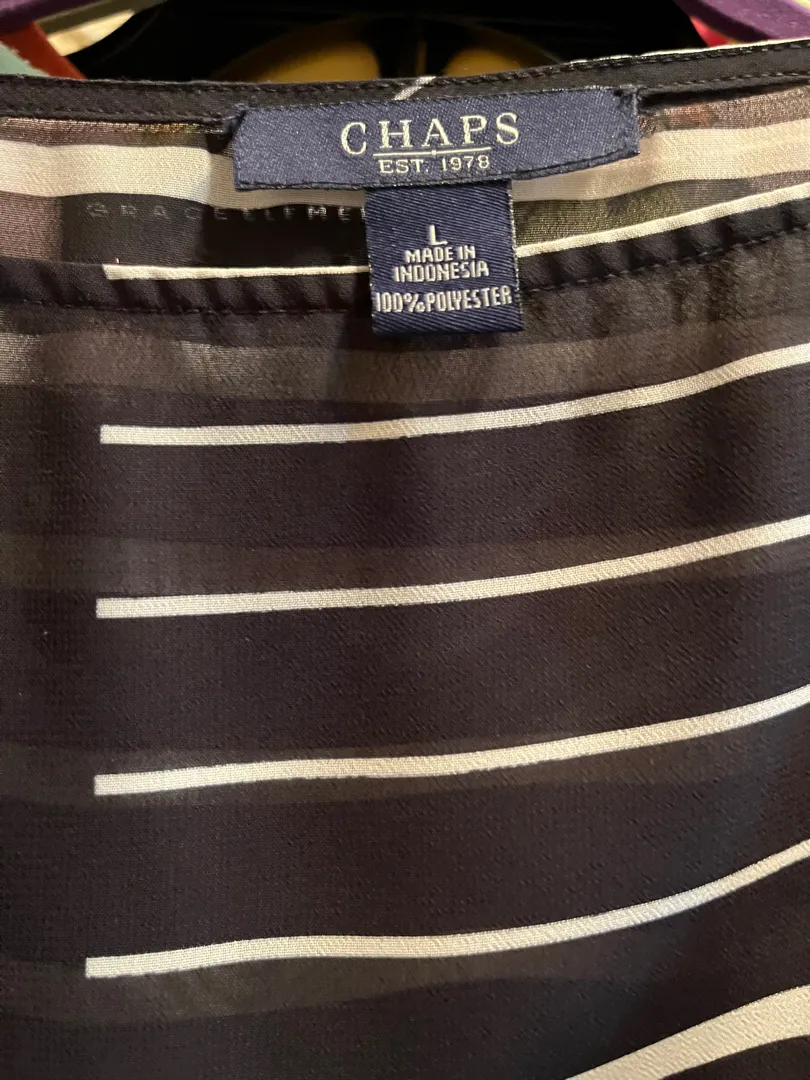 CHAPS
EST. 1978
L
MADE IN
INDONESIA
100% POLYESTER